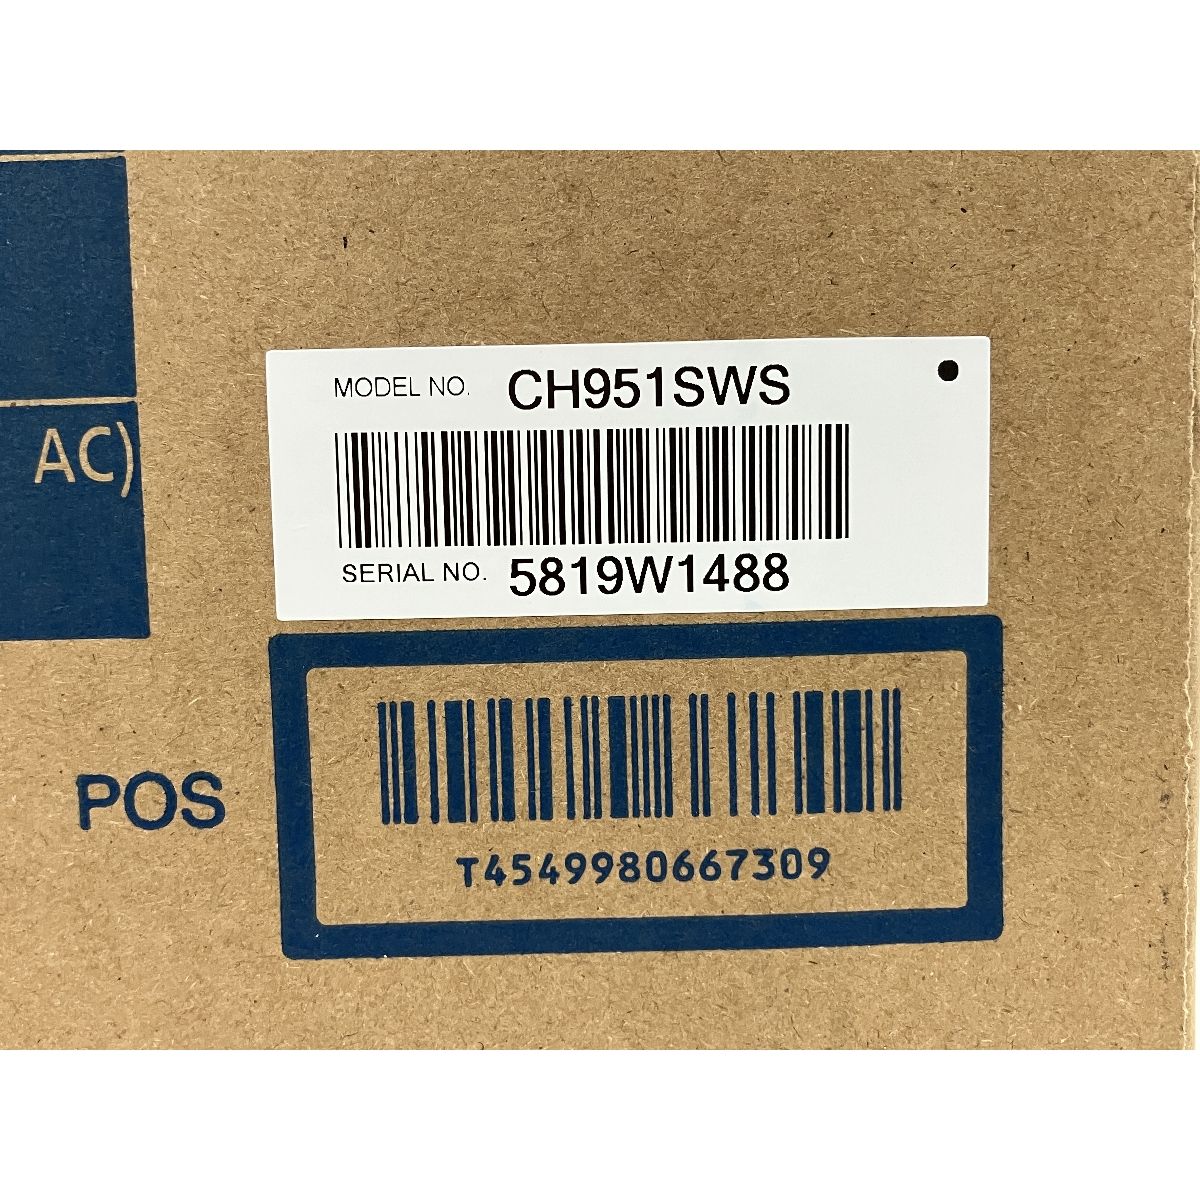 AC)
MODEL NO. CH951SWS
SERIAL NO. 5819W1488
POS
T4549980667309